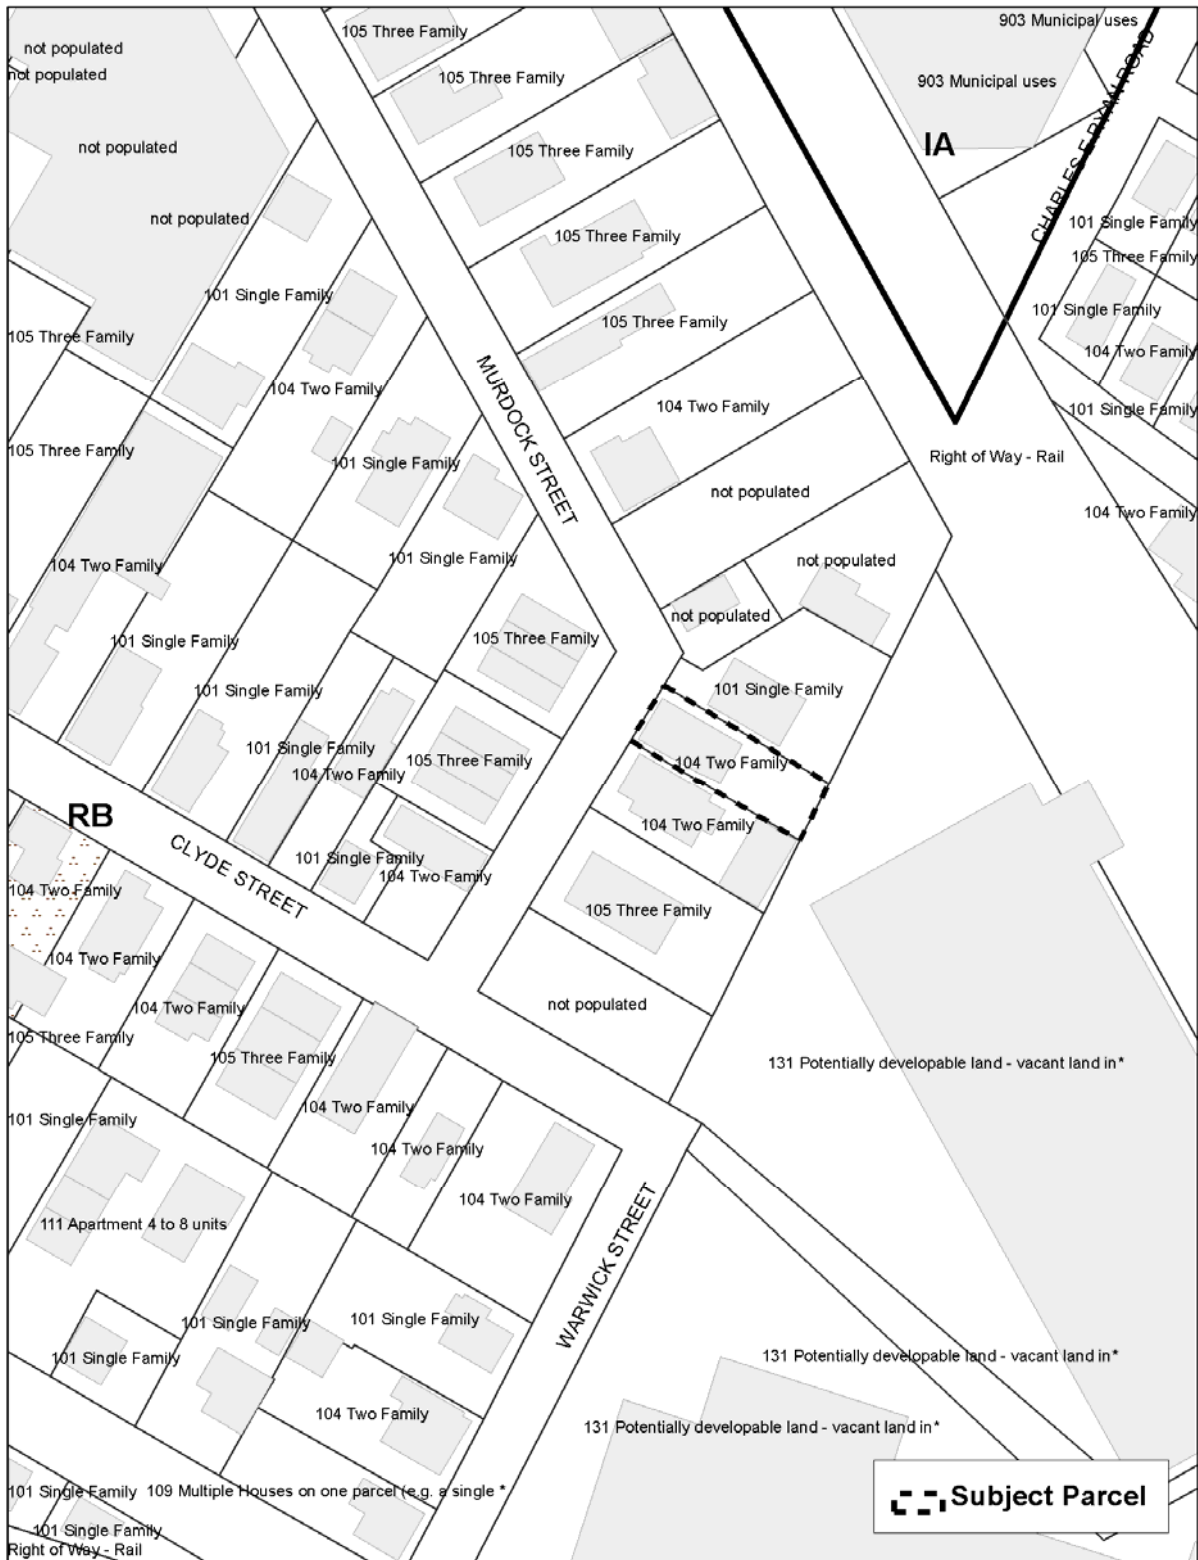 903 Municipal uses
105 Three Family
not populated
not populated
105 Three Family
903 Municipal uses
CHARLES E RYAN ROAD
IA
not populated
105 Three Family
not populated
101 Single Family
105 Three Family
105 Three Family
101 Single Family
101 Single Family
105 Three Family
105 Three Family
104 Two Family
104 Two Family
MURDOCK STREET
104 Two Family
101 Single Family
105 Three Family
101 Single Family
Right of Way - Rail
not populated
104 Two Family
101 Single Family
not populated
104 Two Family
not populated
105 Three Family
101 Single Family
101 Single Family
101 Single Family
101 Single Family
104 Two Family
105 Three Family
104 Two Family
RB
104 Two Family
CLYDE STREET
101 Single Family
104 Two Family
104 Two Family
105 Three Family
104 Two Family
not populated
104 Two Family
105 Three Family
105 Three Family
131 Potentially developable land - vacant land in*
104 Two Family
101 Single Family
104 Two Family
104 Two Family
111 Apartment 4 to 8 units
WARWICK STREET
101 Single Family
101 Single Family
101 Single Family
131 Potentially developable land - vacant land in*
104 Two Family
131 Potentially developable land - vacant land in*
101 Single Family
109 Multiple Houses on one parcel (e.g. a single *
Subject Parcel
101 Single Family
Right of Way - Rail